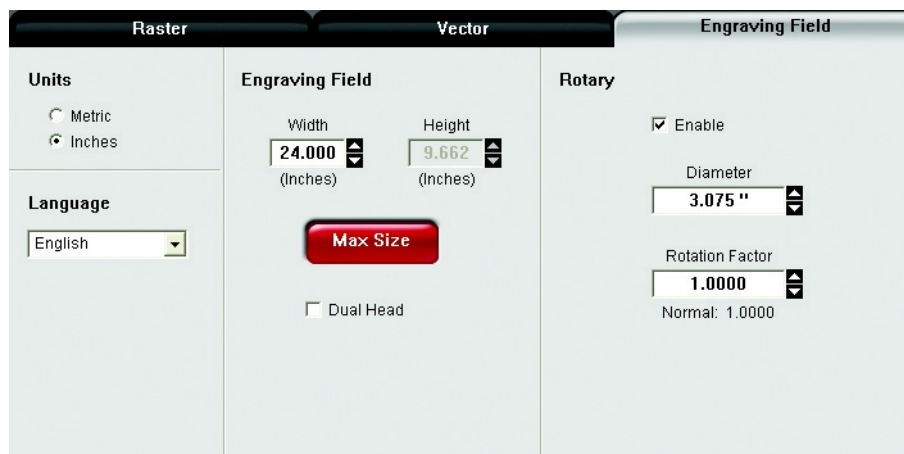 Raster
Vector
Engraving Field
Units
Metric
Inches
Language
English
Engraving Field
Width
Height
24.000
9.662
(Inches)
(Inches)
Max Size
Dual Head
Rotary
Enable
Diameter
3.075 "
Rotation Factor
1.0000
Normal: 1.0000